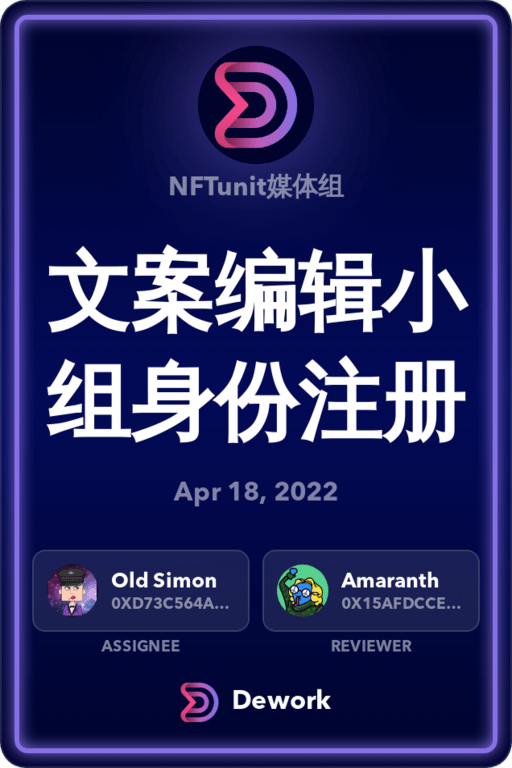 NFTunit媒体组
文案编辑小
组身份注册
Apr 18, 2022
Old Simon
0XD73C564A...
Amaranth
0X15AFDCCE...
ASSIGNEE
REVIEWER
Dework